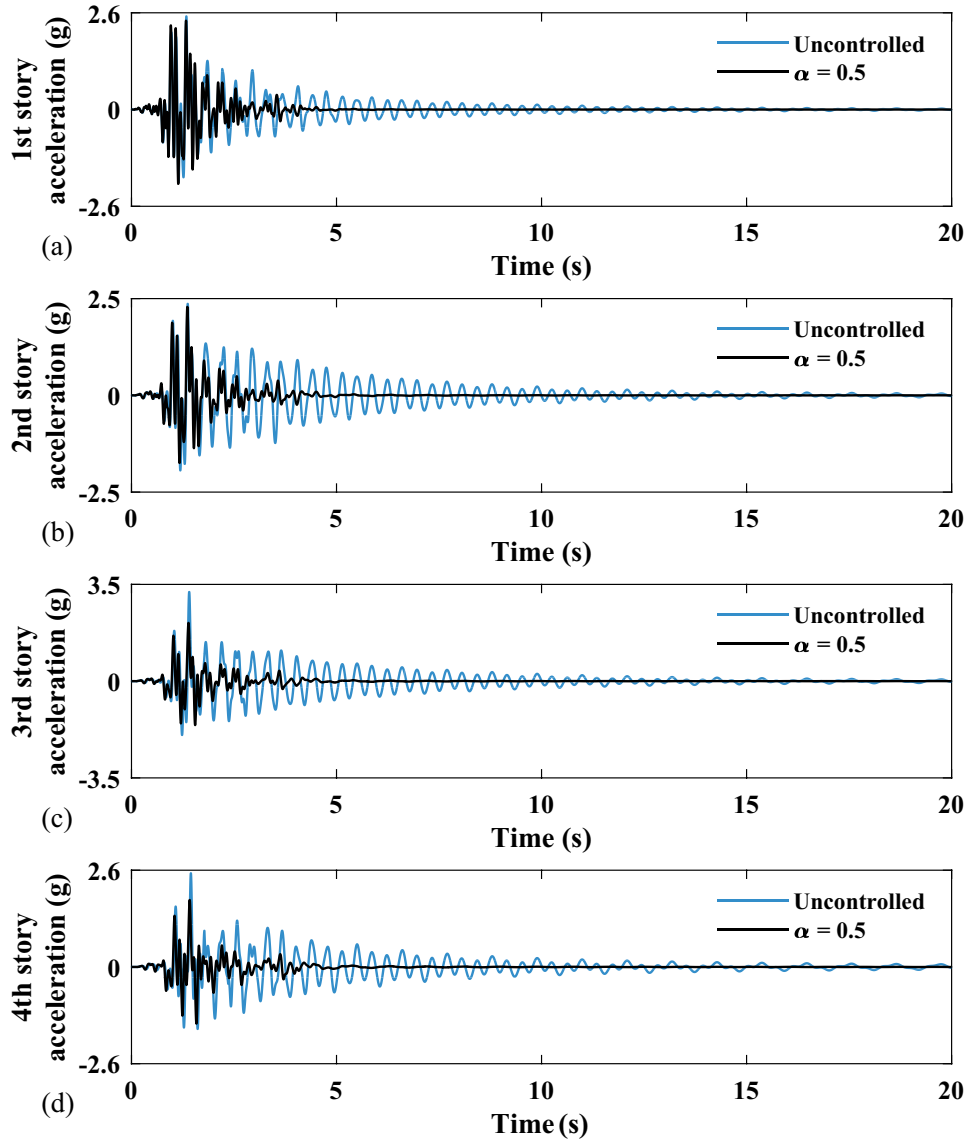 1st story
acceleration (g)
2.6
0
-2.6
Uncontrolled
α = 0.5
0 5 10 15 20
Time (s)
(a)
2nd story
acceleration (g)
2.5
0
-2.5
Uncontrolled
α = 0.5
0 5 10 15 20
Time (s)
(b)
3rd story
acceleration (g)
3.5
0
-3.5
Uncontrolled
α = 0.5
0 5 10 15 20
Time (s)
(c)
4th story
acceleration (g)
2.6
0
-2.6
Uncontrolled
α = 0.5
0 5 10 15 20
Time (s)
(d)